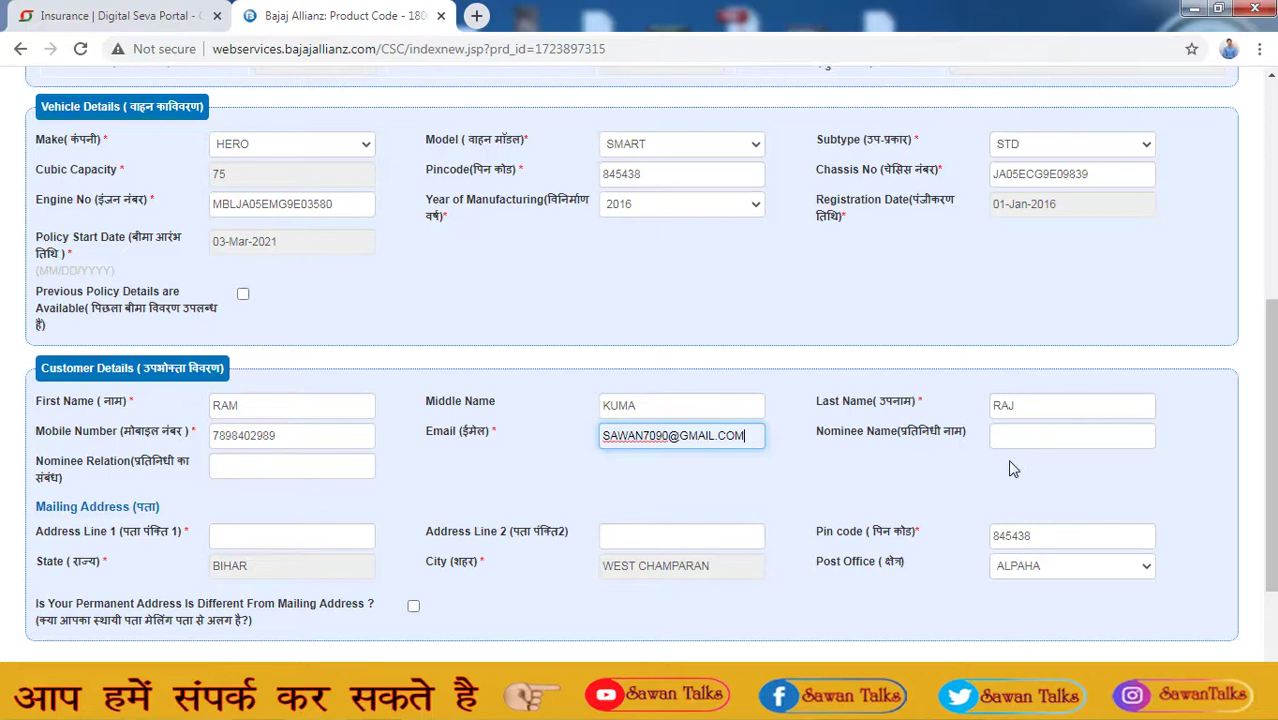 Insurance | Digital Seva Portal - C
Bajaj Allianz: Product Code - 180
Not secure
webservices.bajajallianz.com/CSC/indexnew.jsp?prd_id=1723897315
Vehicle Details ( वाहन काविवरण)
Make( कंपनी) * HERO
Model ( वाहन मॉडल)* SMART
Subtype (उप-प्रकार) * STD
Cubic Capacity * 75
Pincode(पिन कोड) * 845438
Chassis No (चेसिस नंबर)* JA05ECG9E09839
Engine No (इंजन नंबर) * MBLJA05EMG9E03580
Year of Manufacturing(विनिर्माण
वर्ष)*
2016
Registration Date(पंजीकरण
तिथि)*
01-Jan-2016
Policy Start Date (बीमा आरंभ
तिथि ) *
(MM/DD/YYYY)
03-Mar-2021
Previous Policy Details are
Available( पिछला बीमा विवरण उपलब्ध
हैं)
Customer Details ( उपभोक्ता विवरण)
First Name ( नाम) * RAM
Middle Name KUMA
Last Name( उपनाम) * RAJ
Mobile Number (मोबाइल नंबर ) * 7898402989
Email (ईमेल) * SAWAN7090@GMAIL.COM
Nominee Name(प्रतिनिधी नाम)
Nominee Relation(प्रतिनिधी का
संबंध)
Mailing Address (पता)
Address Line 1 (पता पंक्ति 1) *
Address Line 2 (पता पंक्ति2)
Pin code ( पिन कोड)* 845438
State ( राज्य) * BIHAR
City (शहर) * WEST CHAMPARAN
Post Office ( क्षेत्र) ALPAHA
Is Your Permanent Address Is Different From Mailing Address ?
(क्या आपका स्थायी पता मेलिंग पता से अलग है?)
आप हमें संपर्क कर सकते है
Sawan Talks
Sawan Talks
Sawan Talks
SawanTalks